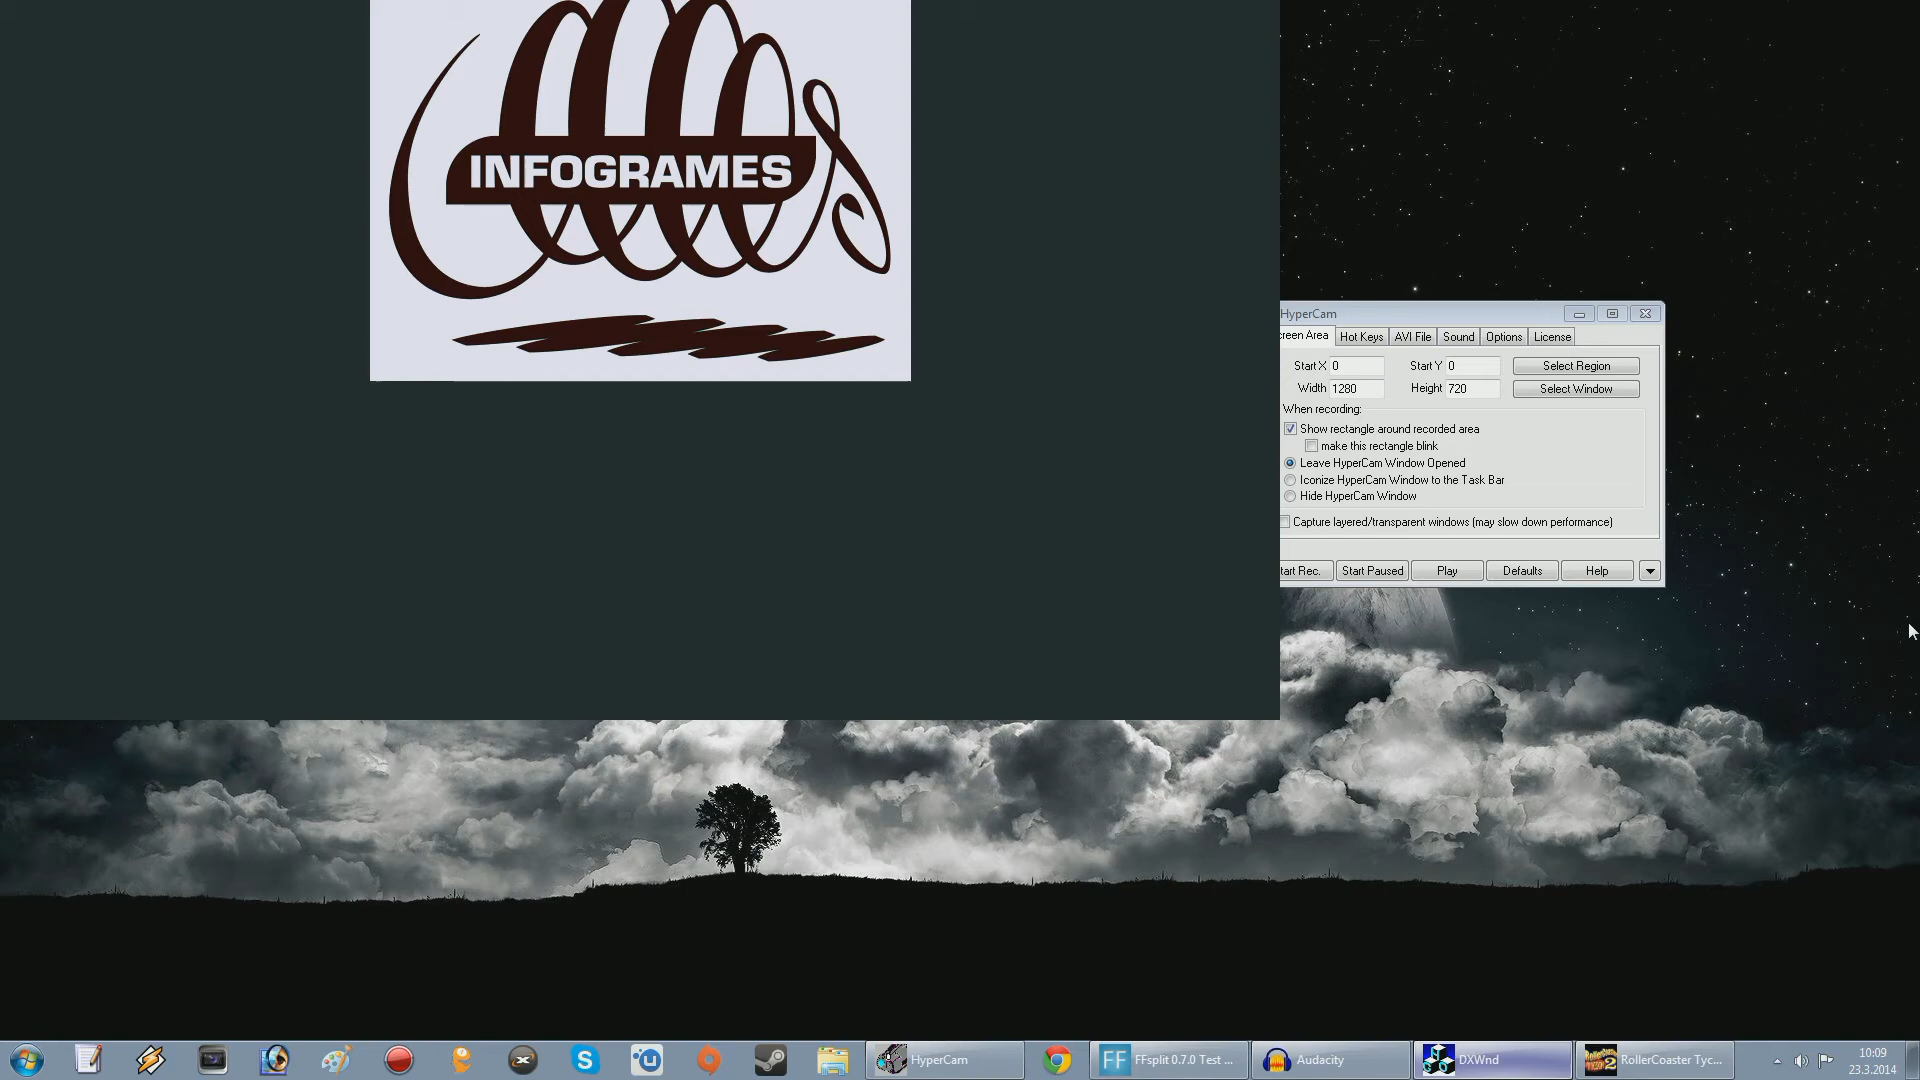 INFOGRAMES
HyperCam
creen Area Hot Keys AVI File Sound Options License
Start X 0 Start Y 0 Select Region
Width 1280 Height 720 Select Window
When recording:
Show rectangle around recorded area
make this rectangle blink
Leave HyperCam Window Opened
Iconize HyperCam Window to the Task Bar
Hide HyperCam Window
Capture layered/transparent windows (may slow down performance)
tart Rec. Start Paused Play Defaults Help
HyperCam FFsplit 0.7.0 Test ... Audacity DXWnd RollerCoaster Tyc...
10:09
23.3.2014